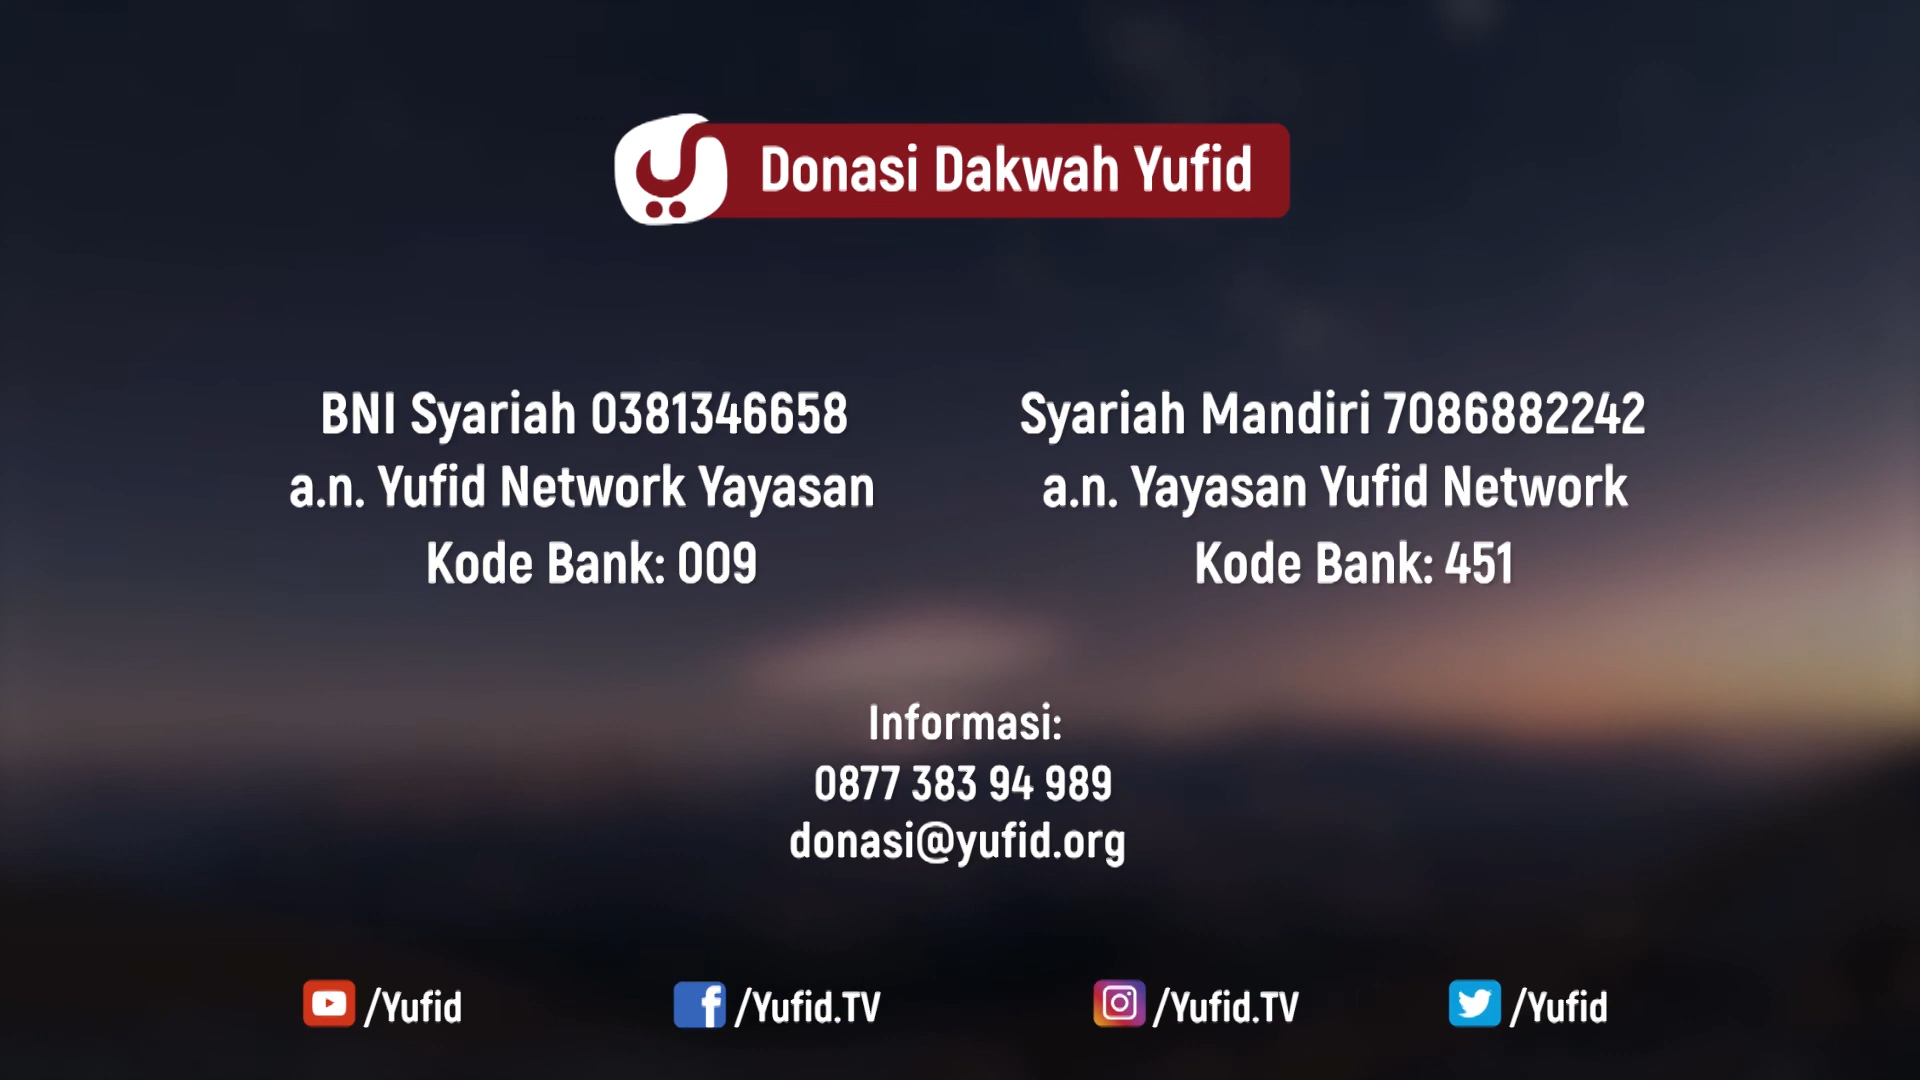 Donasi Dakwah Yufid
BNI Syariah 0381346658
a.n. Yufid Network Yayasan
Kode Bank: 009
Syariah Mandiri 7086882242
a.n. Yayasan Yufid Network
Kode Bank: 451
Informasi:
0877 383 94 989
donasi@yufid.org
/Yufid
/Yufid.TV
/Yufid.TV
/Yufid